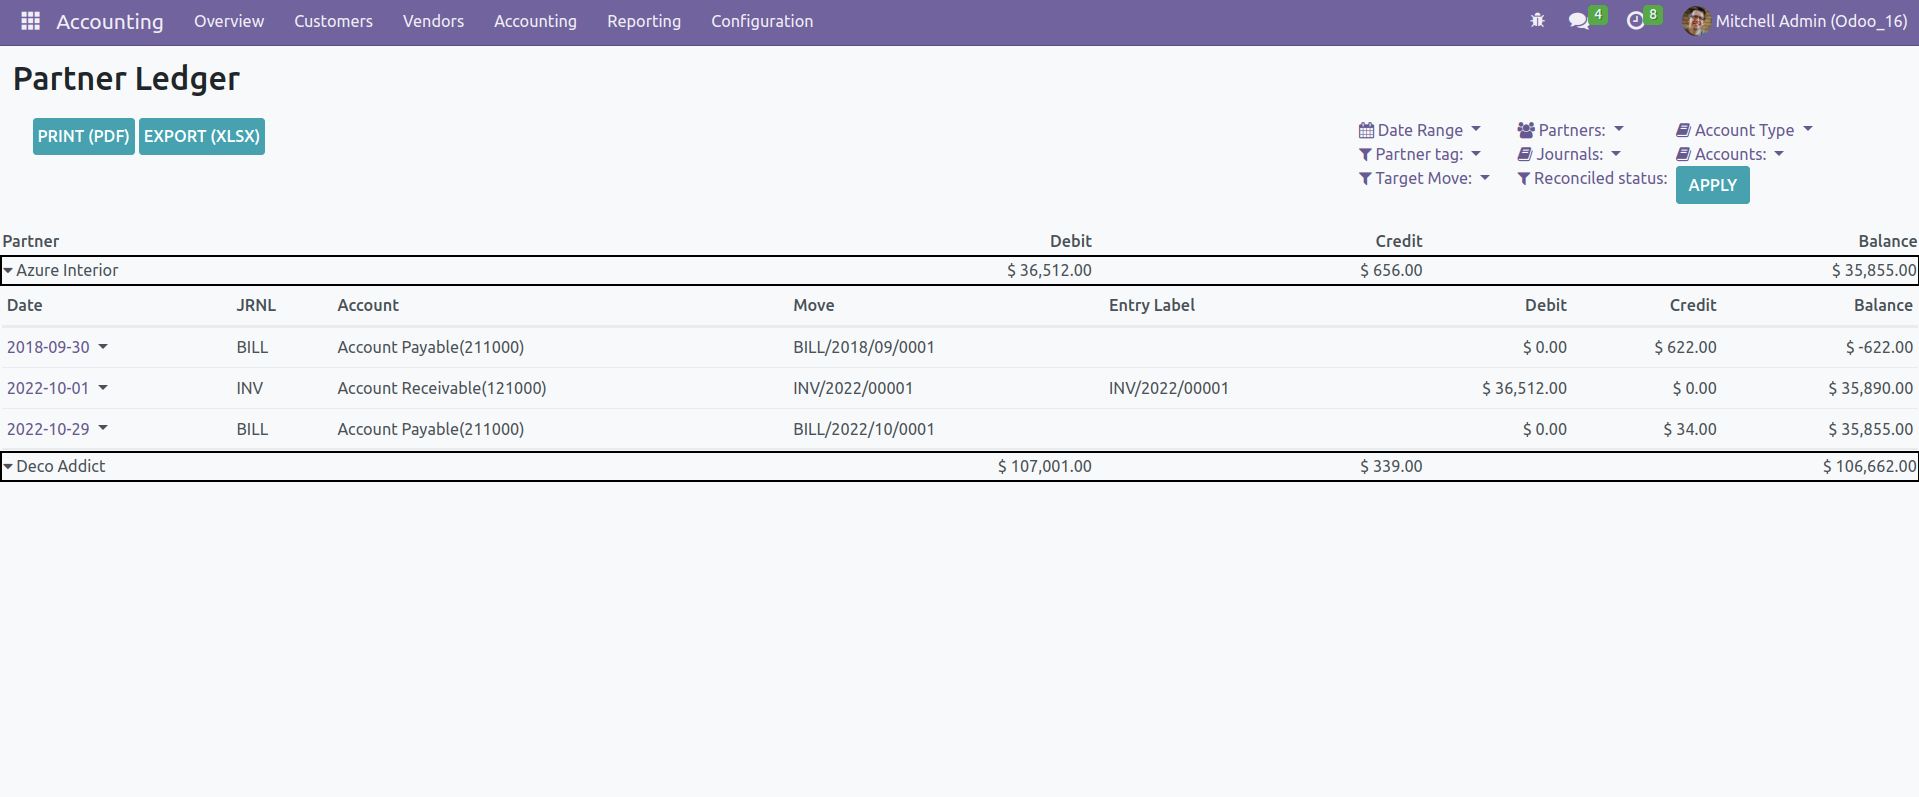 Accounting Overview Customers Vendors Accounting Reporting Configuration 4 8 Mitchell Admin (Odoo_16)
Partner Ledger
PRINT (PDF) EXPORT (XLSX)
Date Range Partners: Account Type
Partner tag: Journals: Accounts:
Target Move: Reconciled status: APPLY
Partner Debit Credit Balance
Azure Interior $ 36,512.00 $ 656.00 $ 35,855.00
Date JRNL Account Move Entry Label Debit Credit Balance
2018-09-30 BILL Account Payable(211000) BILL/2018/09/0001 $ 0.00 $ 622.00 $ -622.00
2022-10-01 INV Account Receivable(121000) INV/2022/00001 INV/2022/00001 $ 36,512.00 $ 0.00 $ 35,890.00
2022-10-29 BILL Account Payable(211000) BILL/2022/10/0001 $ 0.00 $ 34.00 $ 35,855.00
Deco Addict $ 107,001.00 $ 339.00 $ 106,662.00